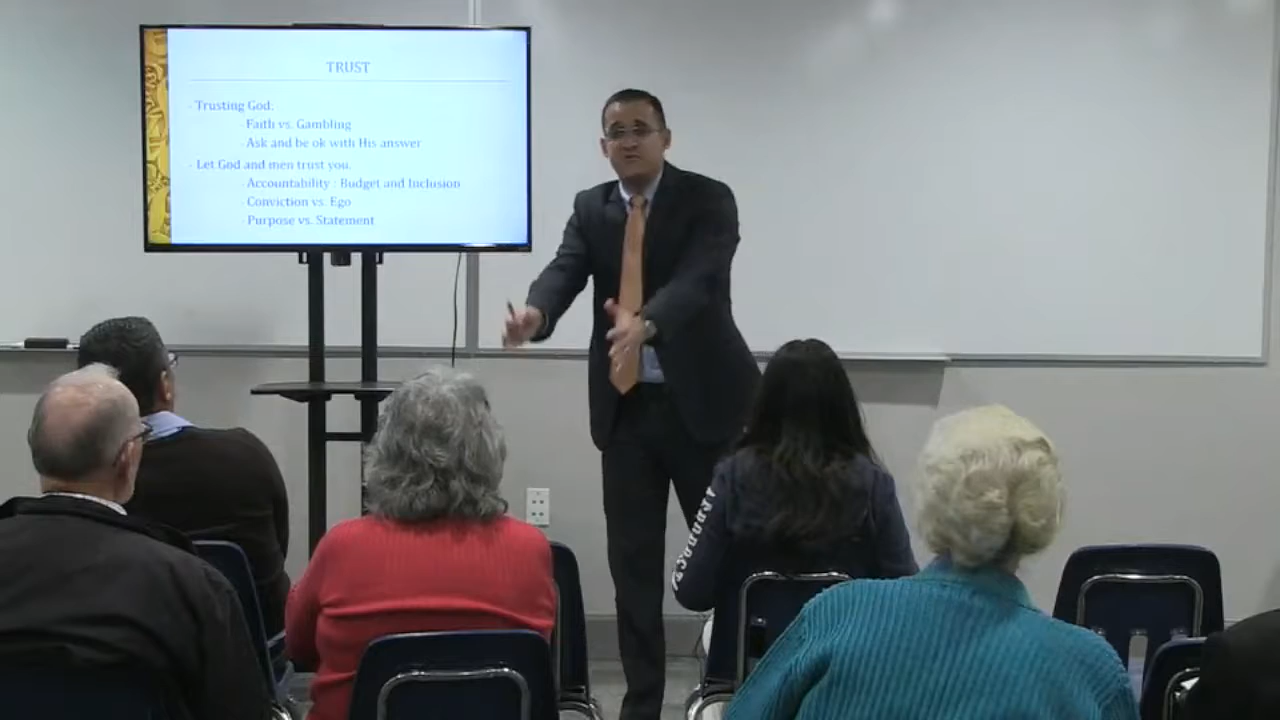 TRUST
- Trusting God:
- Faith vs. Gambling
- Ask and be ok with His answer
- Let God and men trust you.
- Accountability : Budget and Inclusion
- Conviction vs. Ego
- Purpose vs. Statement